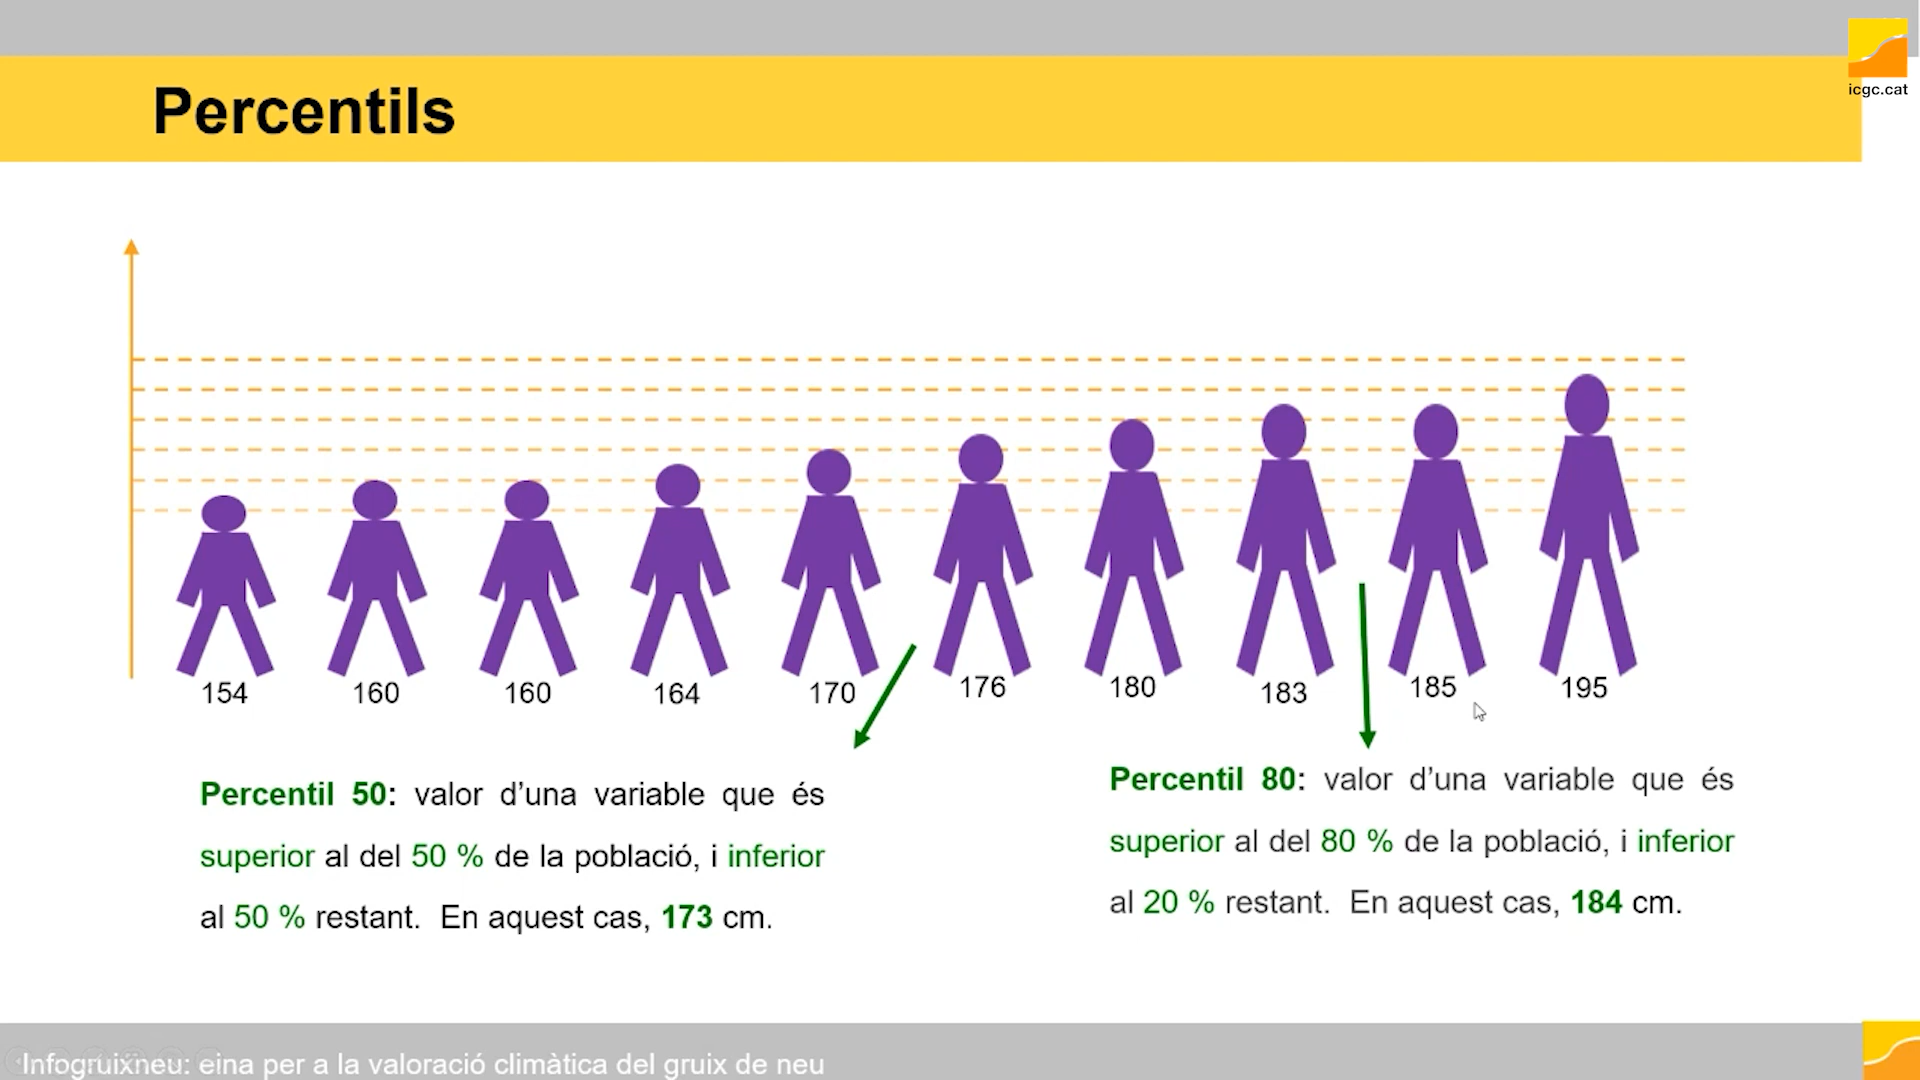 icgc.cat
Percentils
154 160 160 164 170 176 180 183 185 195
Percentil 50: valor d’una variable que és
superior al del 50 % de la població, i inferior
al 50 % restant. En aquest cas, 173 cm.
Percentil 80: valor d’una variable que és
superior al del 80 % de la població, i inferior
al 20 % restant. En aquest cas, 184 cm.
Infogruixneu: eina per a la valoració climàtica del gruix de neu